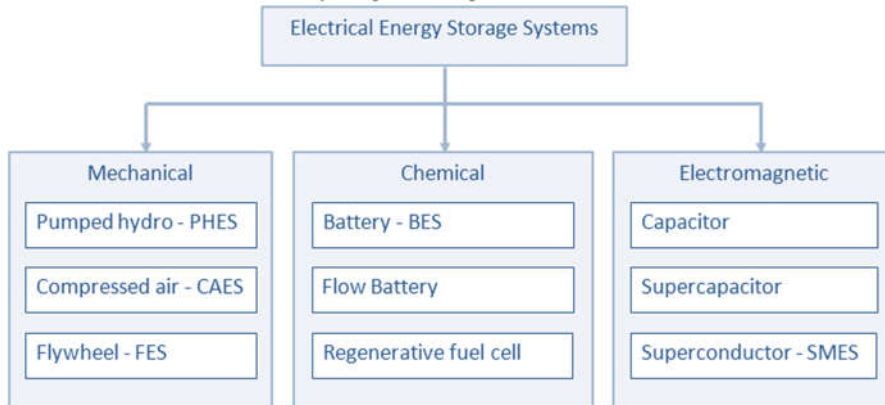 Electrical Energy Storage Systems
Mechanical
Pumped hydro - PHES
Compressed air - CAES
Flywheel - FES
Chemical
Battery - BES
Flow Battery
Regenerative fuel cell
Electromagnetic
Capacitor
Supercapacitor
Superconductor - SMES